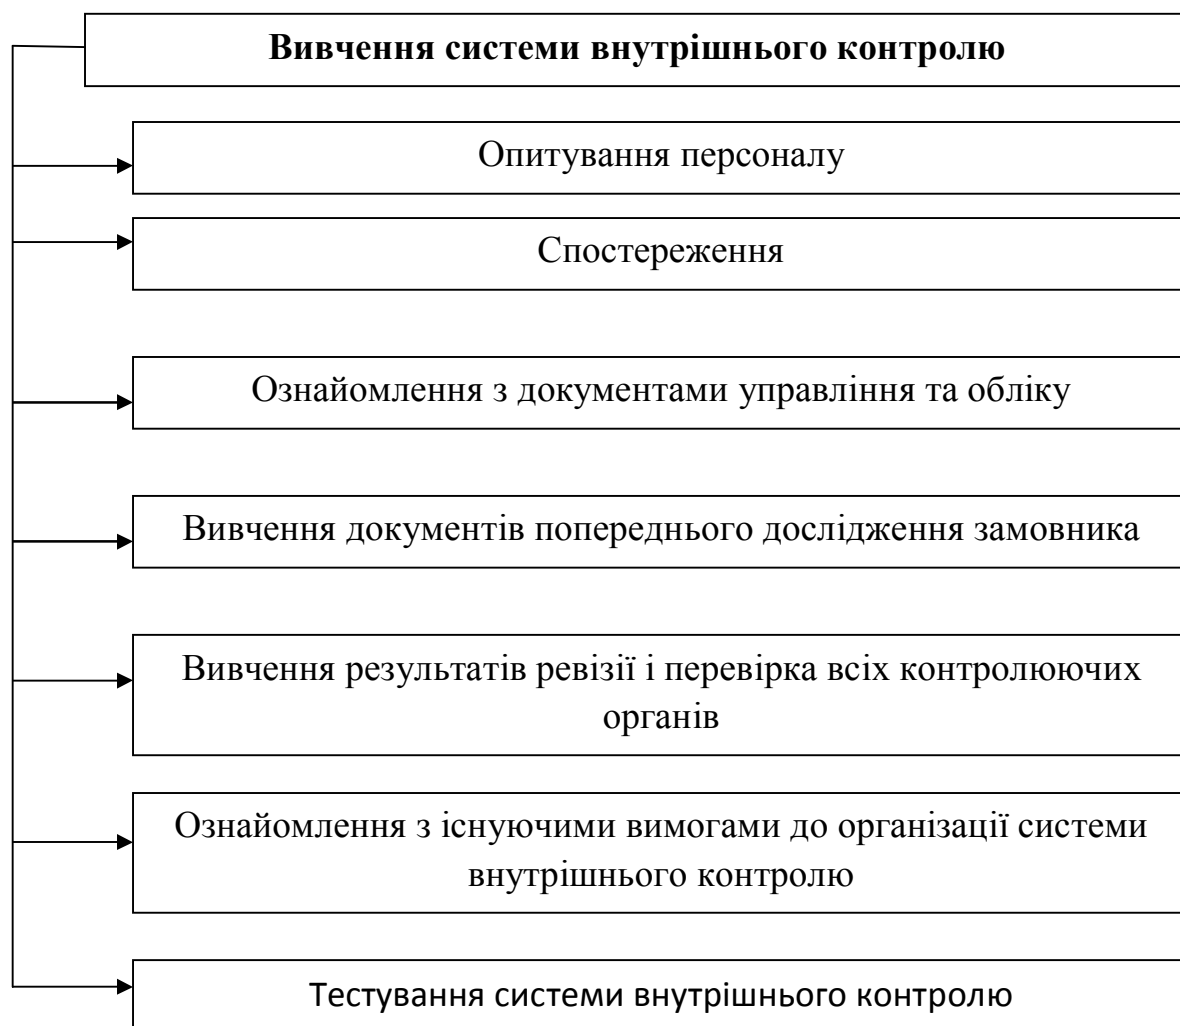 Вивчення системи внутрішнього контролю
Опитування персоналу
Спостереження
Ознайомлення з документами управління та обліку
Вивчення документів попереднього дослідження замовника
Вивчення результатів ревізії і перевірка всіх контролюючих
органів
Ознайомлення з існуючими вимогами до організації системи
внутрішнього контролю
Тестування системи внутрішнього контролю